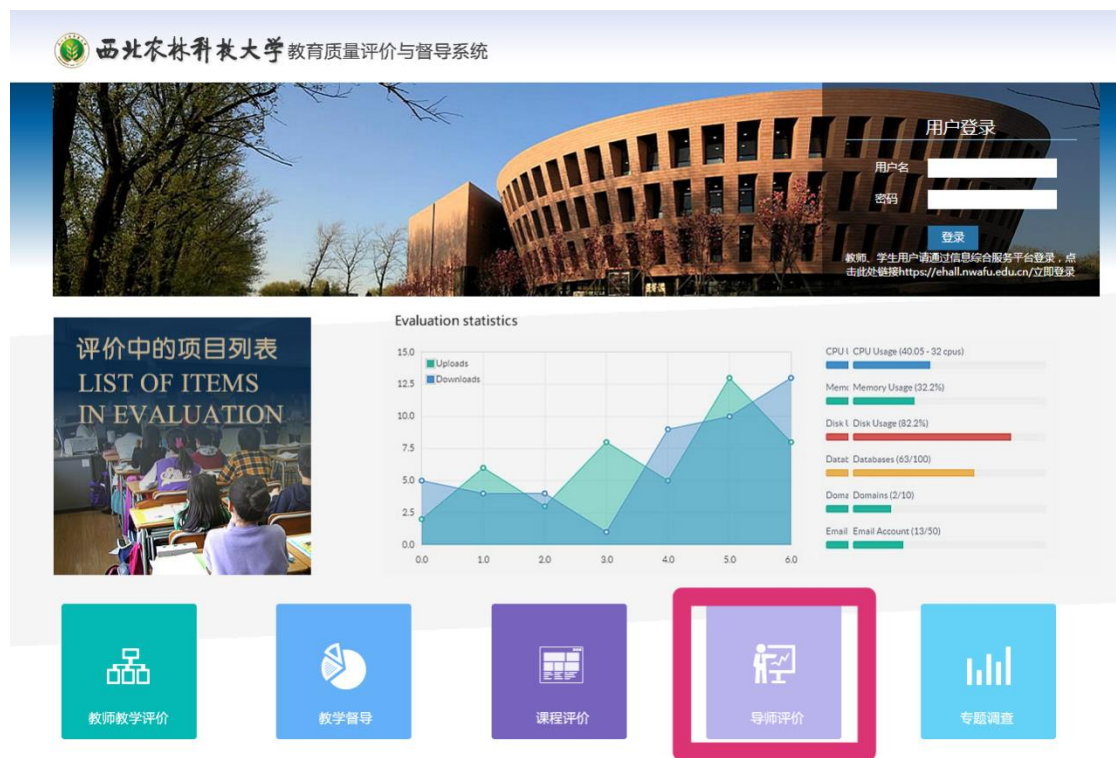 西北农林科技大学教育质量评价与督导系统
用户登录
用户名
密码
登录
教师、学生用户请通过信息综合服务平台登录，点
击此处链接https://ehall.nwafu.edu.cn/立即登录
评价中的项目列表
LIST OF ITEMS
IN EVALUATION
Evaluation statistics
15.0
12.5
10.0
7.5
5.0
2.5
0.0
Uploads
Downloads
0.0 1.0 2.0 3.0 4.0 5.0 6.0
CPU Usage (40.05 - 32 cpus)
Memory Usage (32.2%)
Disk Usage (82.2%)
Databases (63/100)
Domains (2/10)
Email Account (13/50)
教师教学评价
教学督导
课程评价
导师评价
专题调查